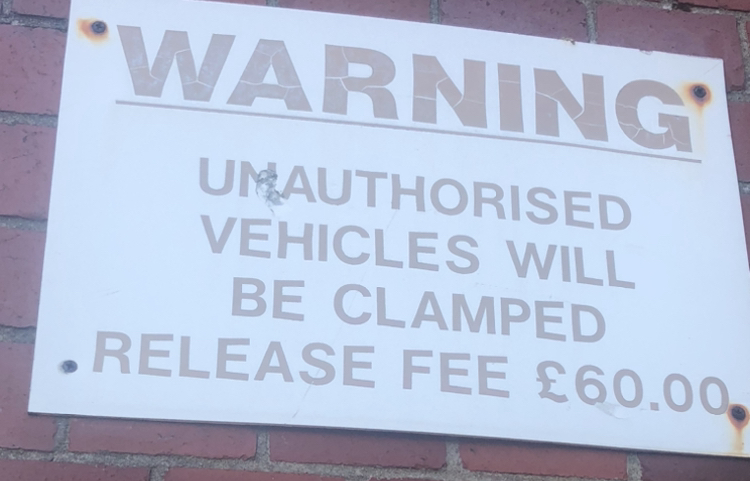 WARNING
UNAUTHORISED
VEHICLES WILL
BE CLAMPED
RELEASE FEE £60.00